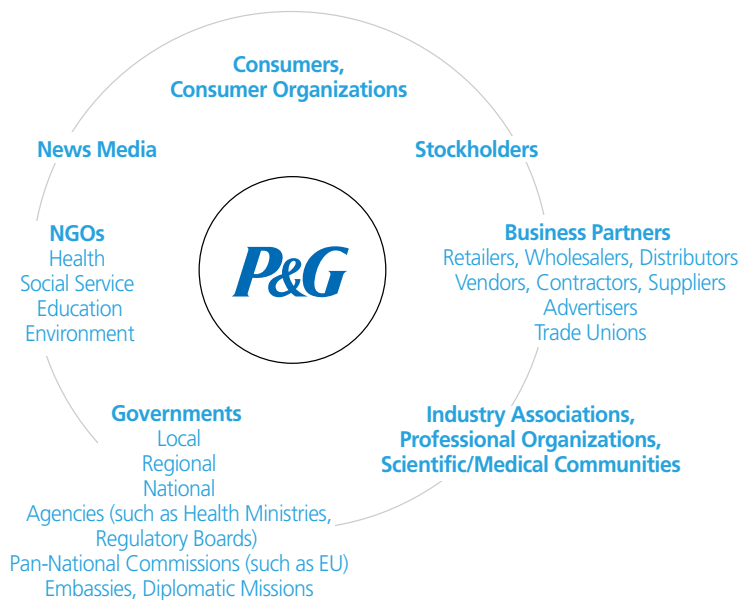 Consumers,
Consumer Organizations
News Media
Stockholders
NGOs
Health
Social Service
Education
Environment
P&G
Business Partners
Retailers, Wholesalers, Distributors
Vendors, Contractors, Suppliers
Advertisers
Trade Unions
Governments
Local
Regional
National
Agencies (such as Health Ministries,
Regulatory Boards)
Pan-National Commissions (such as EU)
Embassies, Diplomatic Missions
Industry Associations,
Professional Organizations,
Scientific/Medical Communities